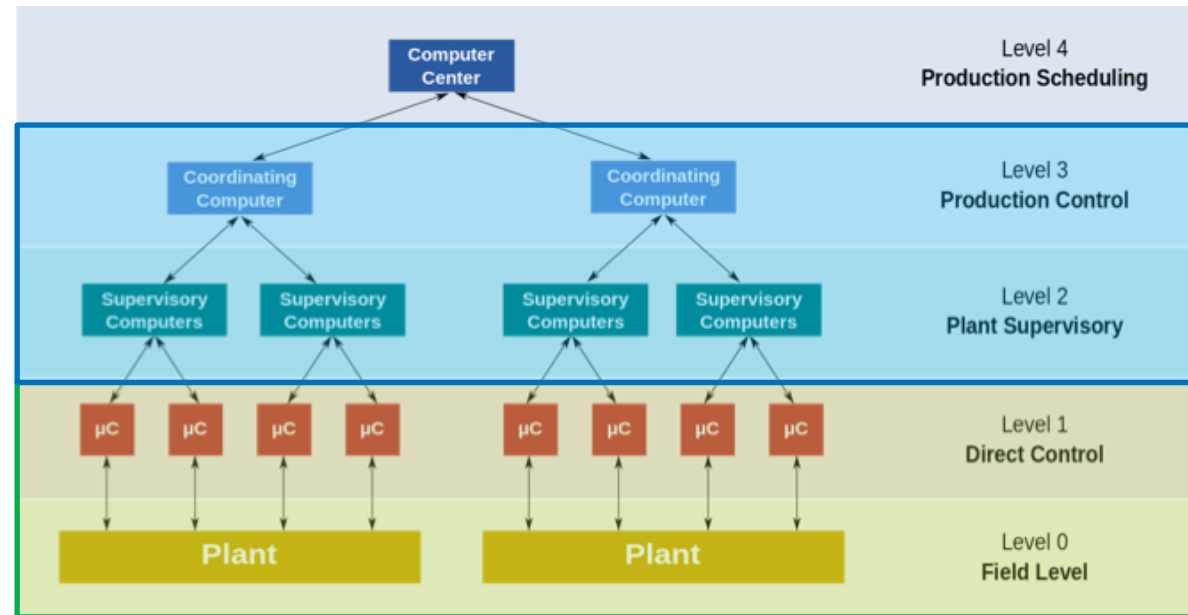 Computer
Center
Level 4
Production Scheduling
Coordinating
Computer
Coordinating
Computer
Level 3
Production Control
Supervisory
Computers
Supervisory
Computers
Supervisory
Computers
Supervisory
Computers
Level 2
Plant Supervisory
µC
µC
µC
µC
µC
µC
µC
µC
Level 1
Direct Control
Plant
Plant
Level 0
Field Level